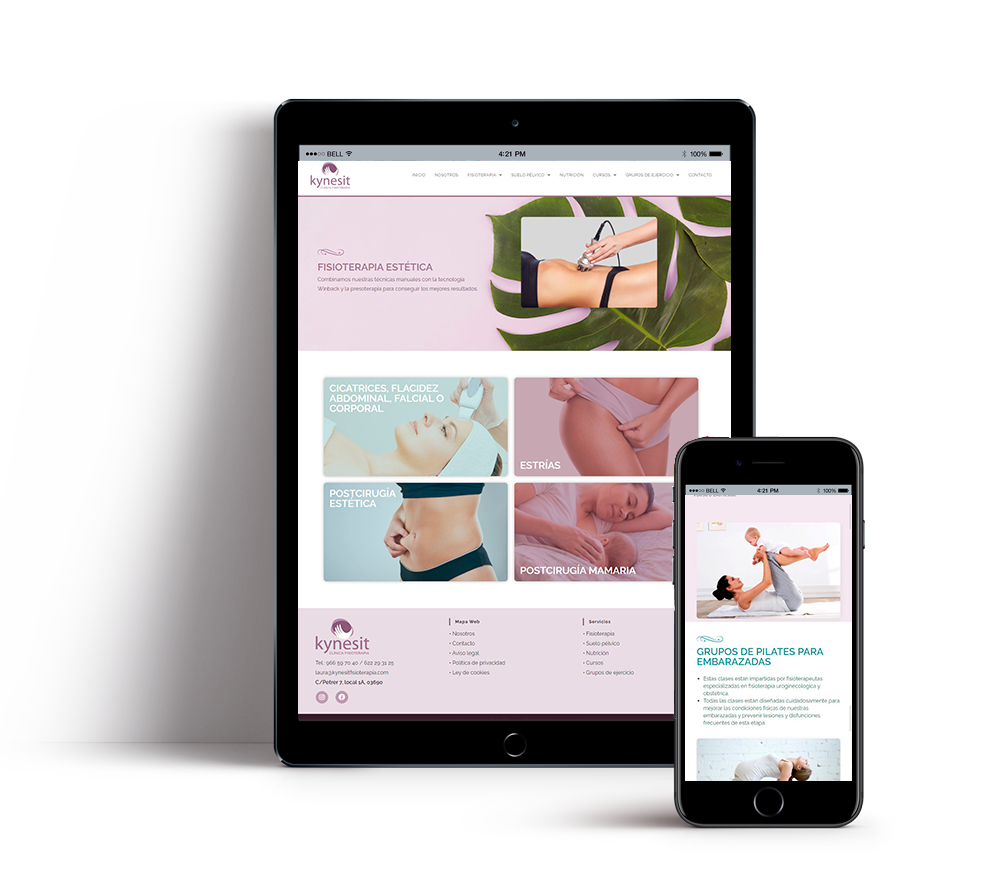 ●●●○○ BELL
4:21 PM
100%
kynesit
CLÍNICA FISIOTERAPIA
INICIO
NOSOTROS
FISIOTERAPIA
SUELO PÉLVICO
NUTRICIÓN
CURSOS
GRUPOS DE EJERCICIO
CONTACTO
FISIOTERAPIA ESTÉTICA
Combinamos nuestras técnicas manuales con la tecnología
Winback y la presoterapia para conseguir los mejores resultados.
CICATRICES, FLACIDEZ
ABDOMINAL, FALCIAL O
CORPORAL
ESTRÍAS
POSTCIRUGÍA
ESTÉTICA
POSTCIRUGÍA MAMARIA
kynesit
CLÍNICA FISIOTERAPIA
Tel.: 966 59 70 40 / 622 29 31 25
laura@kynesitfisioterapia.com
C/Petrer 7, local 1A, 03690
Mapa Web
• Nosotros
• Contacto
• Aviso legal
• Política de privacidad
• Ley de cookies
Servicios
• Fisioterapia
• Suelo pélvico
• Nutrición
• Cursos
• Grupos de ejercicio
●●●○○ BELL
4:21 PM
100%
GRUPOS DE PILATES PARA
EMBARAZADAS
• Estas clases están impartidas por fisioterapeutas
especializadas en fisioterapia uroginecológica y
obstétrica.
• Todas las clases están diseñadas cuidadosamente para
mejorar las condiciones físicas de nuestras
embarazadas y prevenir lesiones y disfunciones
frecuentes de esta etapa